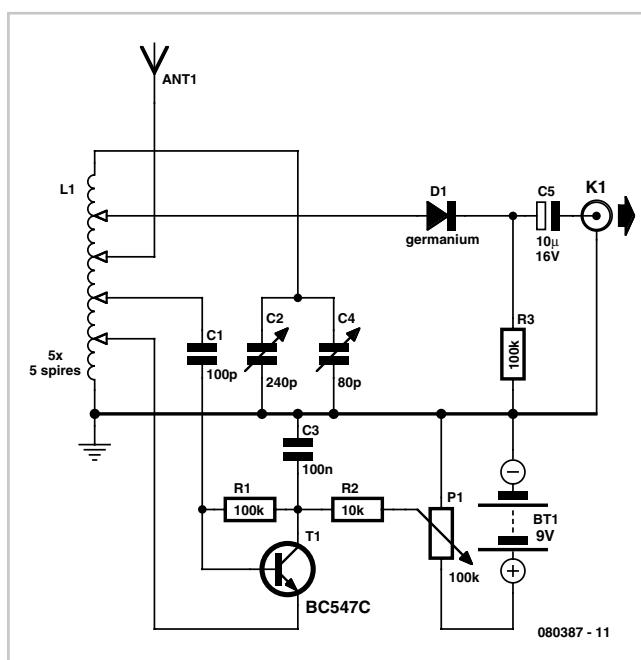 ANT1
L1
5x
5 spires
D1
germanium
C5
10µ
16V
K1
C1
100p
C2
240p
C4
80p
R3
100k
C3
100n
R1
100k
R2
10k
P1
100k
T1
BC547C
BT1
9V
080387 - 11